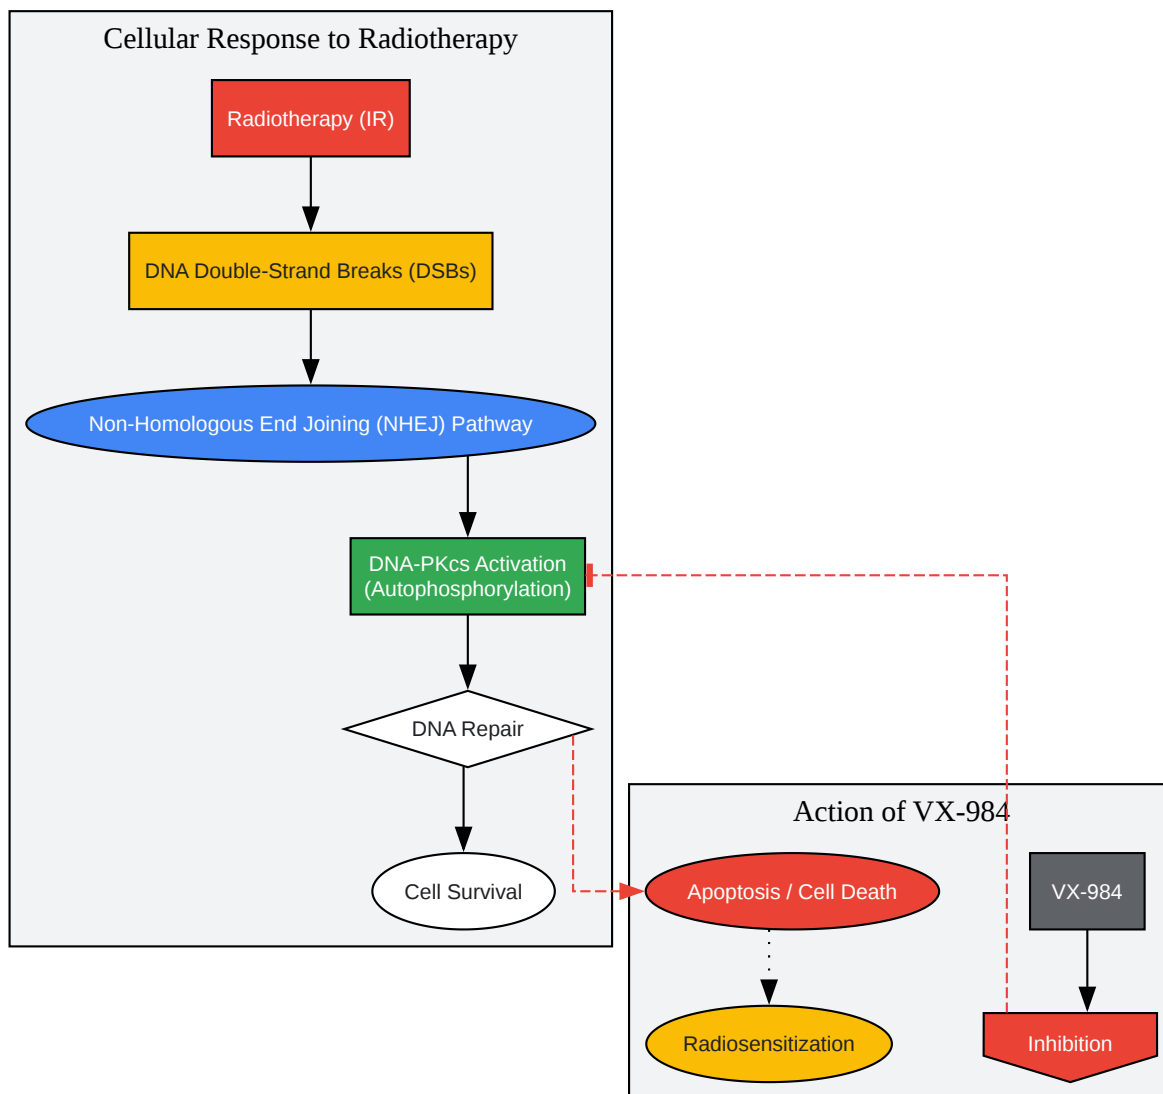 Cellular Response to Radiotherapy
Radiotherapy (IR)
DNA Double-Strand Breaks (DSBs)
Non-Homologous End Joining (NHEJ) Pathway
DNA-PKcs Activation
(Autophosphorylation)
DNA Repair
Cell Survival
Action of VX-984
Apoptosis / Cell Death
VX-984
Radiosensitization
Inhibition